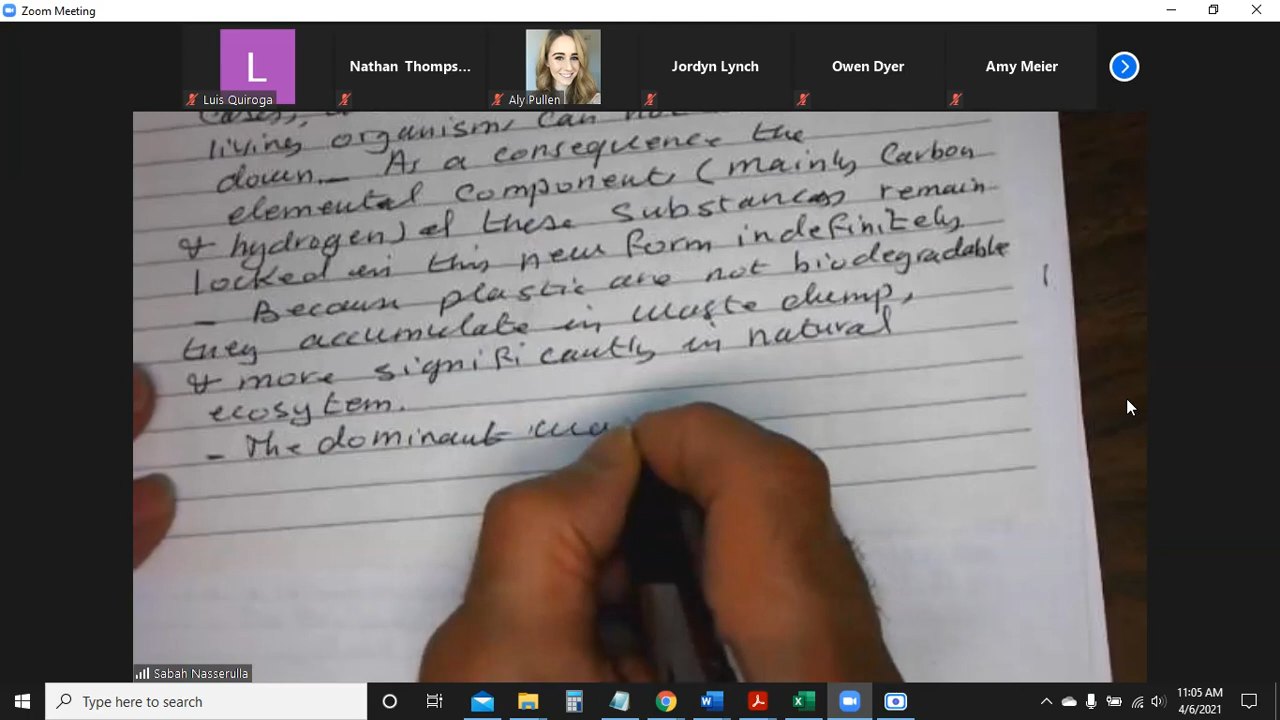 Zoom Meeting
L
Luis Quiroga
Nathan Thomps...
Aly Pullen
Jordyn Lynch
Owen Dyer
Amy Meier
living organisms can not
down. As a consequence the
elemental components (mainly Carbon
& hydrogen) of these substances remain
locked in this new form indefinitely
- Because plastic are not biodegradable
they accumulate in waste dump,
& more significantly in natural
ecosytem.
- The dominant
Sabah Nasserulla
Type here to search
11:05 AM
4/6/2021